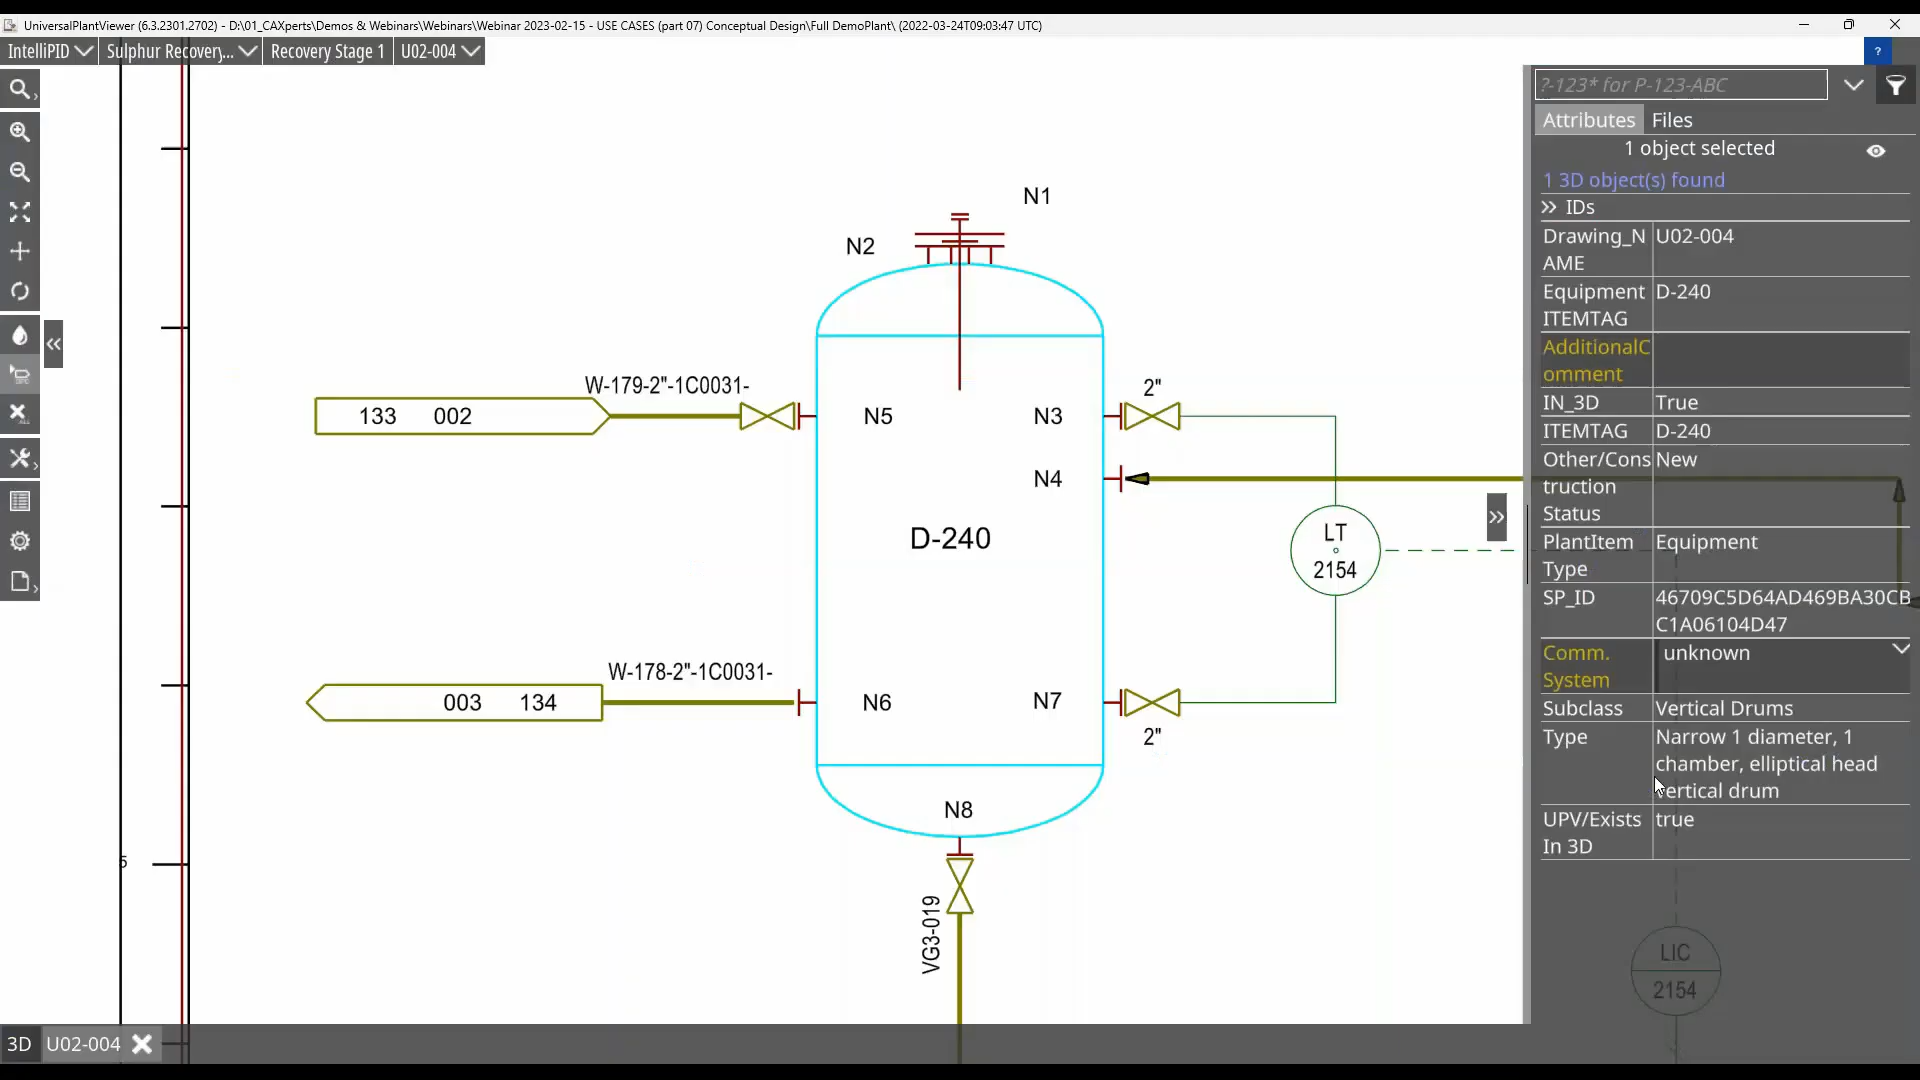 UniversalPlantViewer (6.3.2301.2702) - D:\01_CAXperts\Demos & Webinars\Webinars\Webinar 2023-02-15 - USE CASES (part 07) Conceptual Design\Full DemoPlant\ (2022-03-24T09:03:47 UTC)
IntelliPID
Sulphur Recovery,...
Recovery Stage 1
U02-004
?
?-123* for P-123-ABC
Attributes
Files
1 object selected
1 3D object(s) found
IDs
Drawing_N
AME
U02-004
Equipment
ITEMTAG
D-240
AdditionalC
omment
IN_3D
True
ITEMTAG
D-240
Other/Cons
truction
Status
New
PlantItem
Type
Equipment
SP_ID
46709C5D64AD469BA30CB
C1A06104D47
Comm.
System
unknown
Subclass
Vertical Drums
Type
Narrow 1 diameter, 1
chamber, elliptical head
vertical drum
UPV/Exists
In 3D
true
N1
N2
W-179-2"-1C0031-
133 002
N5
N3
2"
N4
D-240
LT
2154
W-178-2"-1C0031-
003 134
N6
N7
2"
N8
VG3-019
5
LIC
2154
3D
U02-004